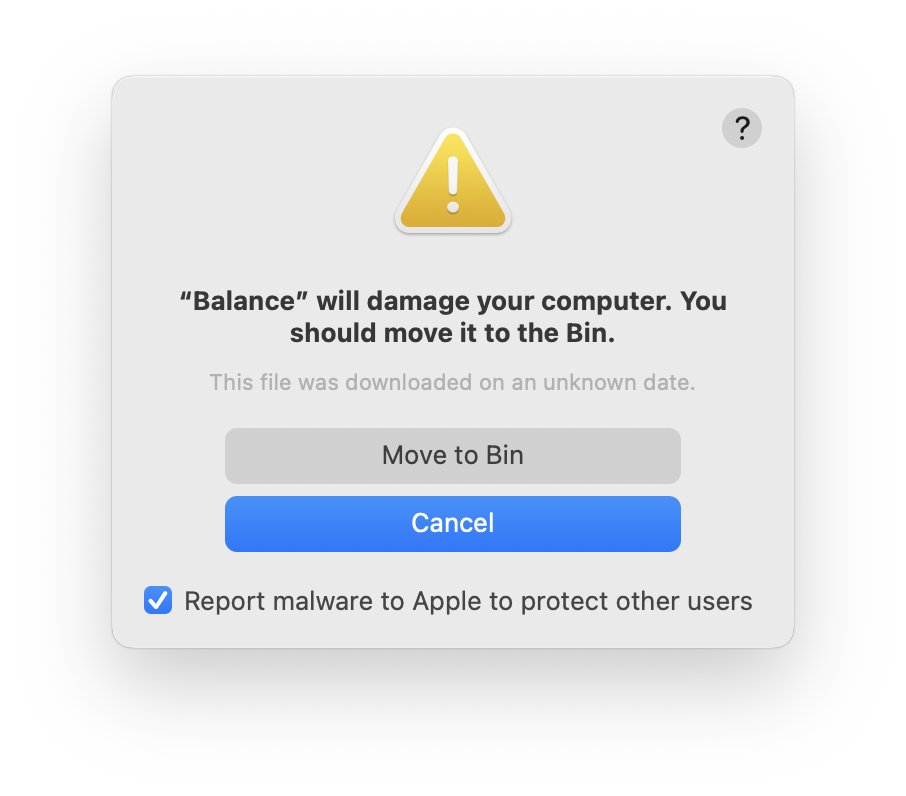 ?
“Balance” will damage your computer. You
should move it to the Bin.
This file was downloaded on an unknown date.
Move to Bin
Cancel
Report malware to Apple to protect other users